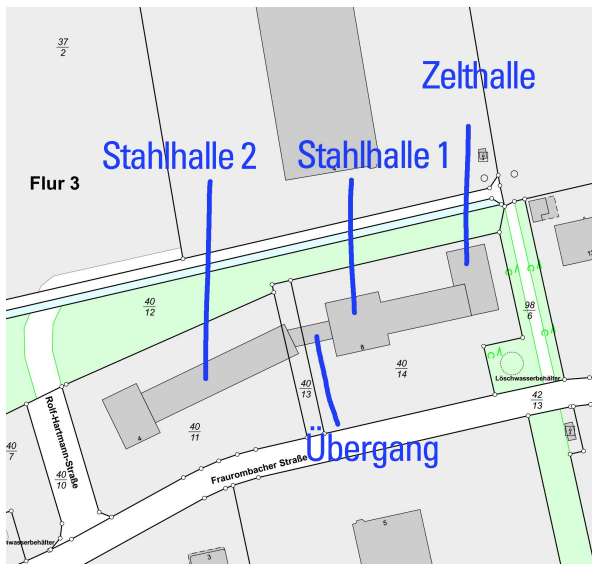 37
2
Zelthalle
Stahlhalle 2
Stahlhalle 1
Flur 3
40
12
98
6
8
40
14
40
13
Löschwasserbehälter
4
40
11
42
13
Rolf-Hartmann-Straße
40
7
40
10
Übergang
Fraurombacher Straße
5
3